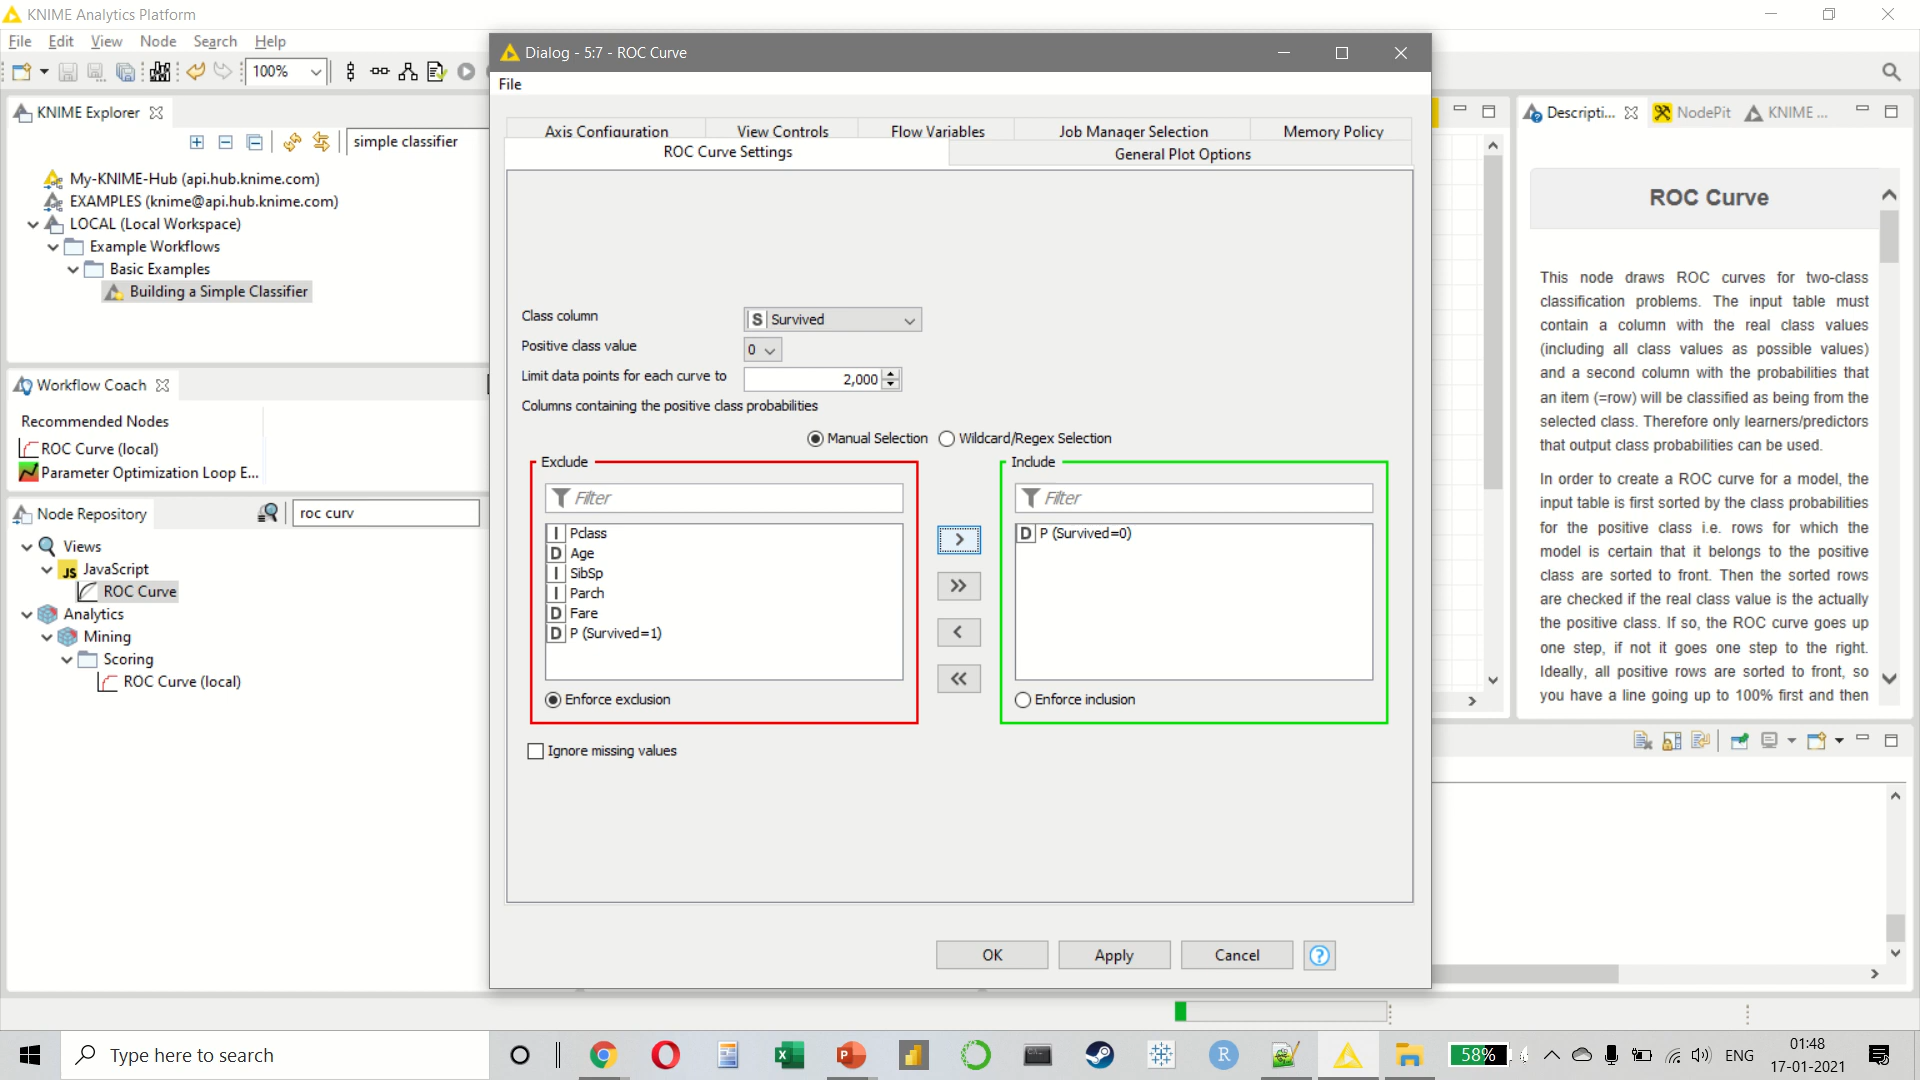 KNIME Analytics Platform
File Edit View Node Search Help
100%
KNIME Explorer
simple classifier
My-KNIME-Hub (api.hub.knime.com)
EXAMPLES (knime@api.hub.knime.com)
LOCAL (Local Workspace)
Example Workflows
Basic Examples
Building a Simple Classifier
Workflow Coach
Recommended Nodes
ROC Curve (local)
Parameter Optimization Loop E...
Node Repository
roc curv
Views
JS JavaScript
ROC Curve
Analytics
Mining
Scoring
ROC Curve (local)
Dialog - 5:7 - ROC Curve
File
Axis Configuration View Controls Flow Variables Job Manager Selection Memory Policy
ROC Curve Settings General Plot Options
Class column S Survived
Positive class value 0
Limit data points for each curve to 2,000
Columns containing the positive class probabilities
Manual Selection Wildcard/Regex Selection
Exclude
Filter
I Pclass
D Age
I SibSp
I Parch
D Fare
D P (Survived=1)
Enforce exclusion
Include
Filter
D P (Survived=0)
Enforce inclusion
Ignore missing values
OK Apply Cancel ?
Descripti... NodePit KNIME ...
ROC Curve
This node draws ROC curves for two-class
classification problems. The input table must
contain a column with the real class values
(including all class values as possible values)
and a second column with the probabilities that
an item (=row) will be classified as being from the
selected class. Therefore only learners/predictors
that output class probabilities can be used.
In order to create a ROC curve for a model, the
input table is first sorted by the class probabilities
for the positive class i.e. rows for which the
model is certain that it belongs to the positive
class are sorted to front. Then the sorted rows
are checked if the real class value is the actually
the positive class. If so, the ROC curve goes up
one step, if not it goes one step to the right.
Ideally, all positive rows are sorted to front, so
you have a line going up to 100% first and then
Type here to search
R
58%
ENG
01:48
17-01-2021